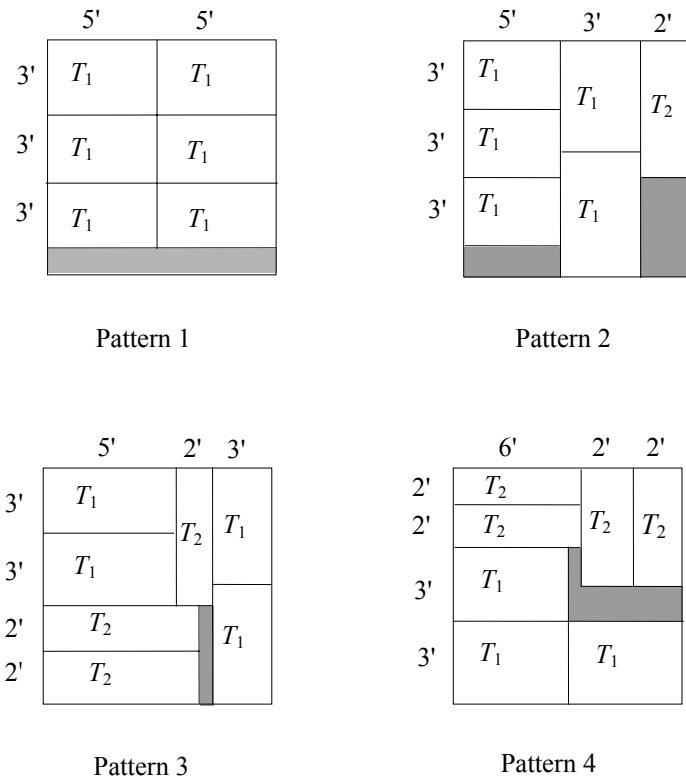 5' 5'
3' T₁ T₁
3' T₁ T₁
3' T₁ T₁
Pattern 1
5' 3' 2'
3' T₁ T₁ T₂
3' T₁
3' T₁ T₁
Pattern 2
5' 2' 3'
3' T₁ T₂ T₁
3' T₁
2' T₂ T₁
2' T₂
Pattern 3
6' 2' 2'
2' T₂
2' T₂ T₂ T₂
3' T₁
3' T₁ T₁
Pattern 4